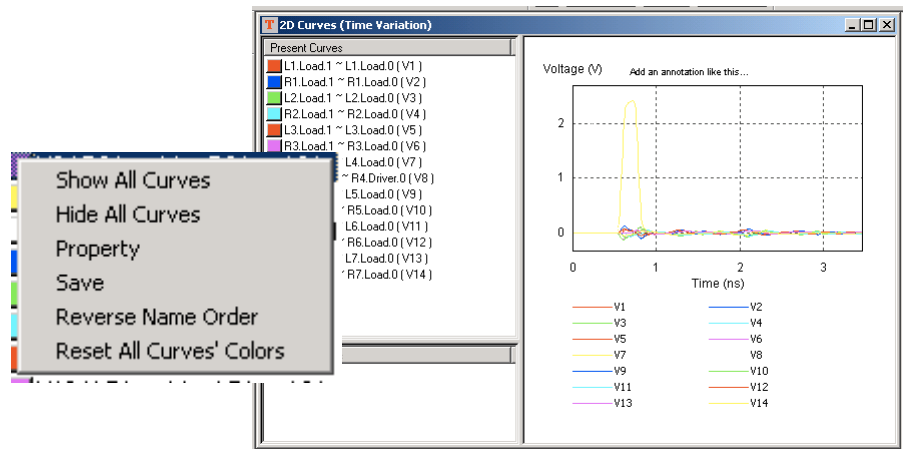 2D Curves (Time Variation)
Present Curves
L1.Load.1 ~ L1.Load.0 ( V1 )
R1.Load.1 ~ R1.Load.0 ( V2 )
L2.Load.1 ~ L2.Load.0 ( V3 )
R2.Load.1 ~ R2.Load.0 ( V4 )
L3.Load.1 ~ L3.Load.0 ( V5 )
R3.Load.1 ~ R3.Load.0 ( V6 )
L4.Load.0 ( V7 )
~ R4.Driver.0 ( V8 )
L5.Load.0 ( V9 )
R5.Load.0 ( V10 )
L6.Load.0 ( V11 )
R6.Load.0 ( V12 )
L7.Load.0 ( V13 )
R7.Load.0 ( V14 )
Show All Curves
Hide All Curves
Property
Save
Reverse Name Order
Reset All Curves' Colors
Voltage (V)
Add an annotation like this...
2
1
0
0 1 2 3
Time (ns)
V1 V2
V3 V4
V5 V6
V7 V8
V9 V10
V11 V12
V13 V14